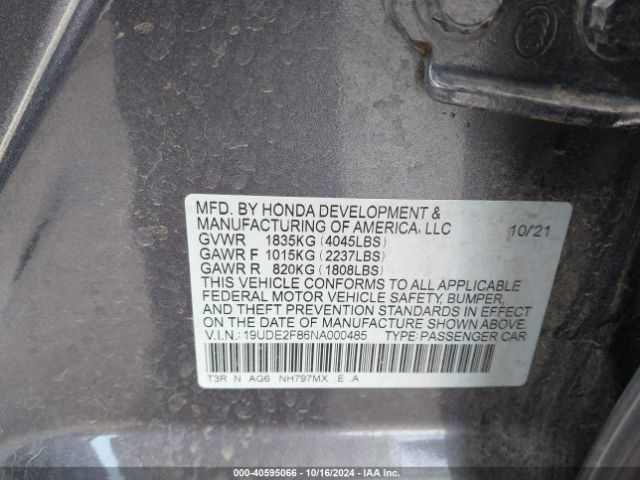 MFD. BY HONDA DEVELOPMENT &
MANUFACTURING OF AMERICA, LLC 10/21
GVWR 1835KG (4045LBS)
GAWR F 1015KG (2237LBS)
GAWR R 820KG (1808LBS)
THIS VEHICLE CONFORMS TO ALL APPLICABLE
FEDERAL MOTOR VEHICLE SAFETY, BUMPER,
AND THEFT PREVENTION STANDARDS IN EFFECT
ON THE DATE OF MANUFACTURE SHOWN ABOVE.
V.I.N.: 19UDE2F86NA000485 TYPE:PASSENGER CAR
T3R N AG6 NH797MX .E .A
000-40595066 | 10/16/2024 | IAA Inc.